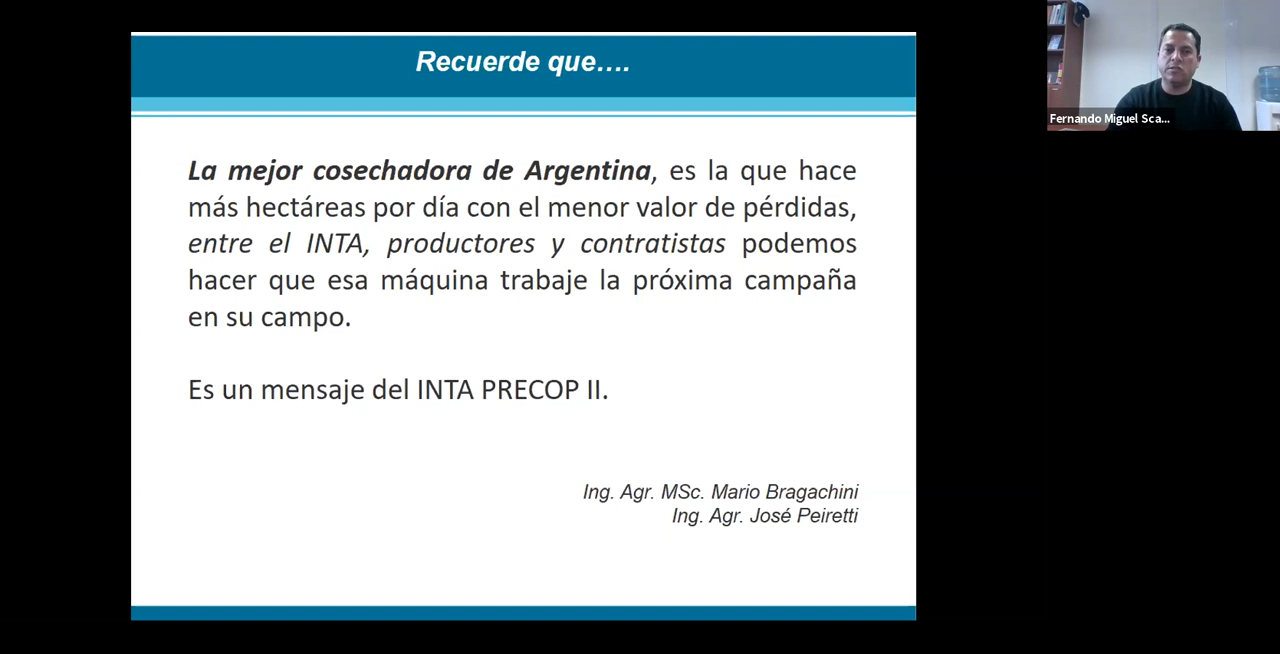 Recuerde que….
La mejor cosechadora de Argentina, es la que hace
más hectáreas por día con el menor valor de pérdidas,
entre el INTA, productores y contratistas podemos
hacer que esa máquina trabaje la próxima campaña
en su campo.
Es un mensaje del INTA PRECOP II.
Ing. Agr. MSc. Mario Bragachini
Ing. Agr. José Peiretti
Fernando Miguel Sca...